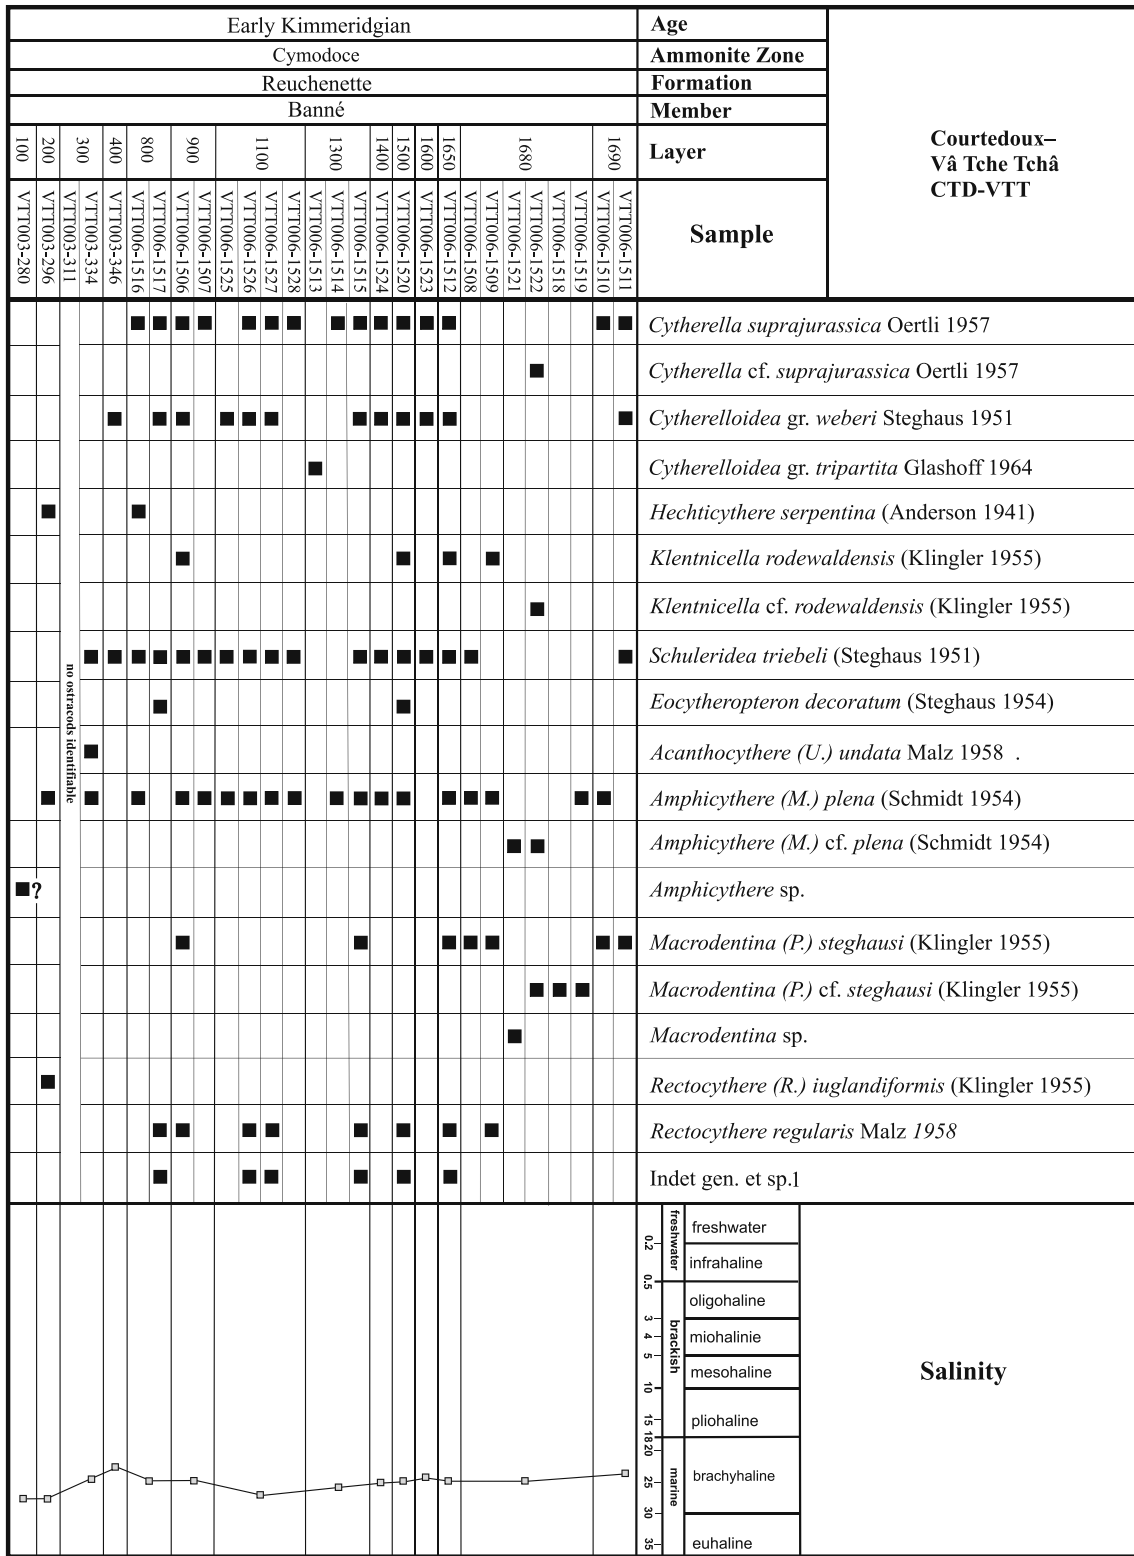 Early Kimmeridgian Age
Cymodoce Ammonite Zone
Reuchenette Formation
Banné Member
Courtedoux–
Vâ Tche Tchâ
CTD-VTT
100 200 300 400 800 900 1100 1300 1400 1500 1600 1650 1680 1690 Layer
VTT003-280
VTT003-296
VTT003-311
VTT003-334
VTT003-346
VTT006-1516
VTT006-1517
VTT006-1506
VTT006-1507
VTT006-1525
VTT006-1526
VTT006-1527
VTT006-1528
VTT006-1513
VTT006-1514
VTT006-1515
VTT006-1524
VTT006-1520
VTT006-1523
VTT006-1512
VTT006-1508
VTT006-1509
VTT006-1521
VTT006-1522
VTT006-1518
VTT006-1519
VTT006-1510
VTT006-1511
Sample
Cytherella suprajurassica Oertli 1957
Cytherella cf. suprajurassica Oertli 1957
Cytherelloidea gr. weberi Steghaus 1951
Cytherelloidea gr. tripartita Glashoff 1964
Hechticythere serpentina (Anderson 1941)
Klentnicella rodewaldensis (Klingler 1955)
Klentnicella cf. rodewaldensis (Klingler 1955)
Schuleridea triebeli (Steghaus 1951)
Eocytheropteron decoratum (Steghaus 1954)
Acanthocythere (U.) undata Malz 1958 .
Amphicythere (M.) plena (Schmidt 1954)
Amphicythere (M.) cf. plena (Schmidt 1954)
?
Amphicythere sp.
Macrodentina (P.) steghausi (Klingler 1955)
Macrodentina (P.) cf. steghausi (Klingler 1955)
Macrodentina sp.
Rectocythere (R.) iuglandiformis (Klingler 1955)
Rectocythere regularis Malz 1958
Indet gen. et sp.1
no ostracods identifiable
0.2
0.5
3
4
5
10
15
18
20
25
30
35
freshwater
brackish
marine
freshwater
infrahaline
oligohaline
miohalinie
mesohaline
pliohaline
brachyhaline
euhaline
Salinity